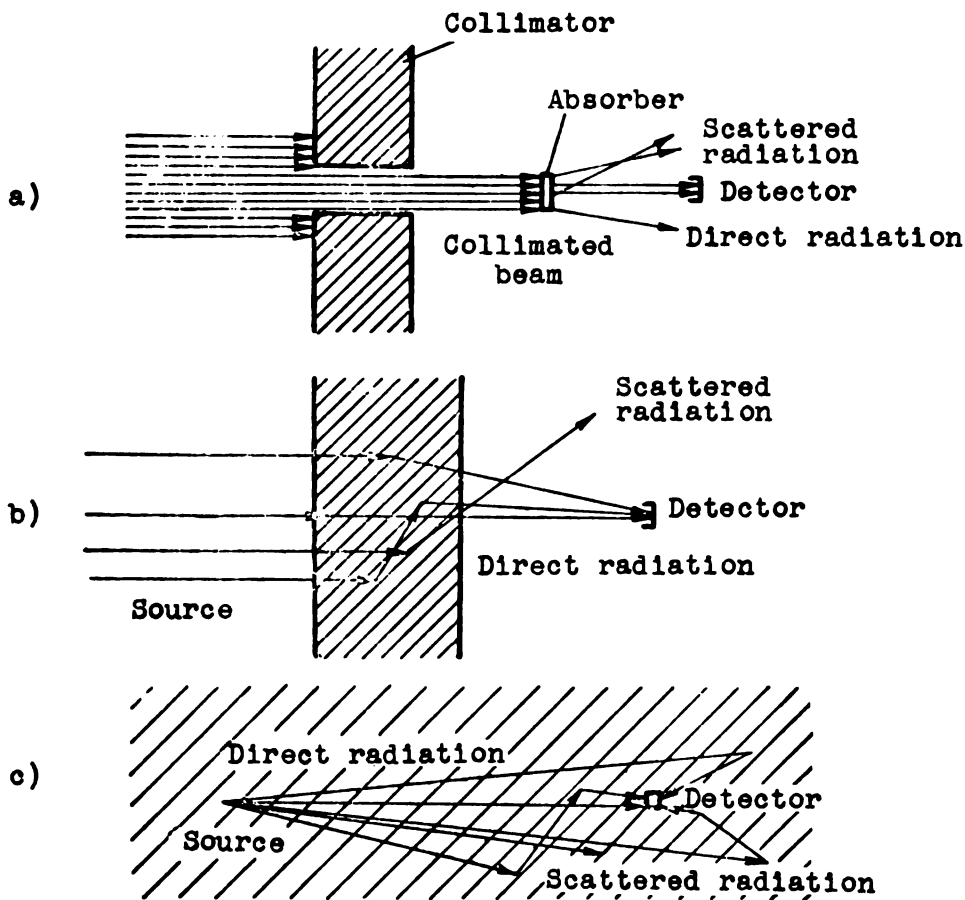 Collimator
Absorber
Scattered
radiation
a)
Detector
Direct radiation
Collimated
beam
Scattered
radiation
b)
Detector
Direct radiation
Source
Direct radiation
c)
Detector
Source
Scattered radiation